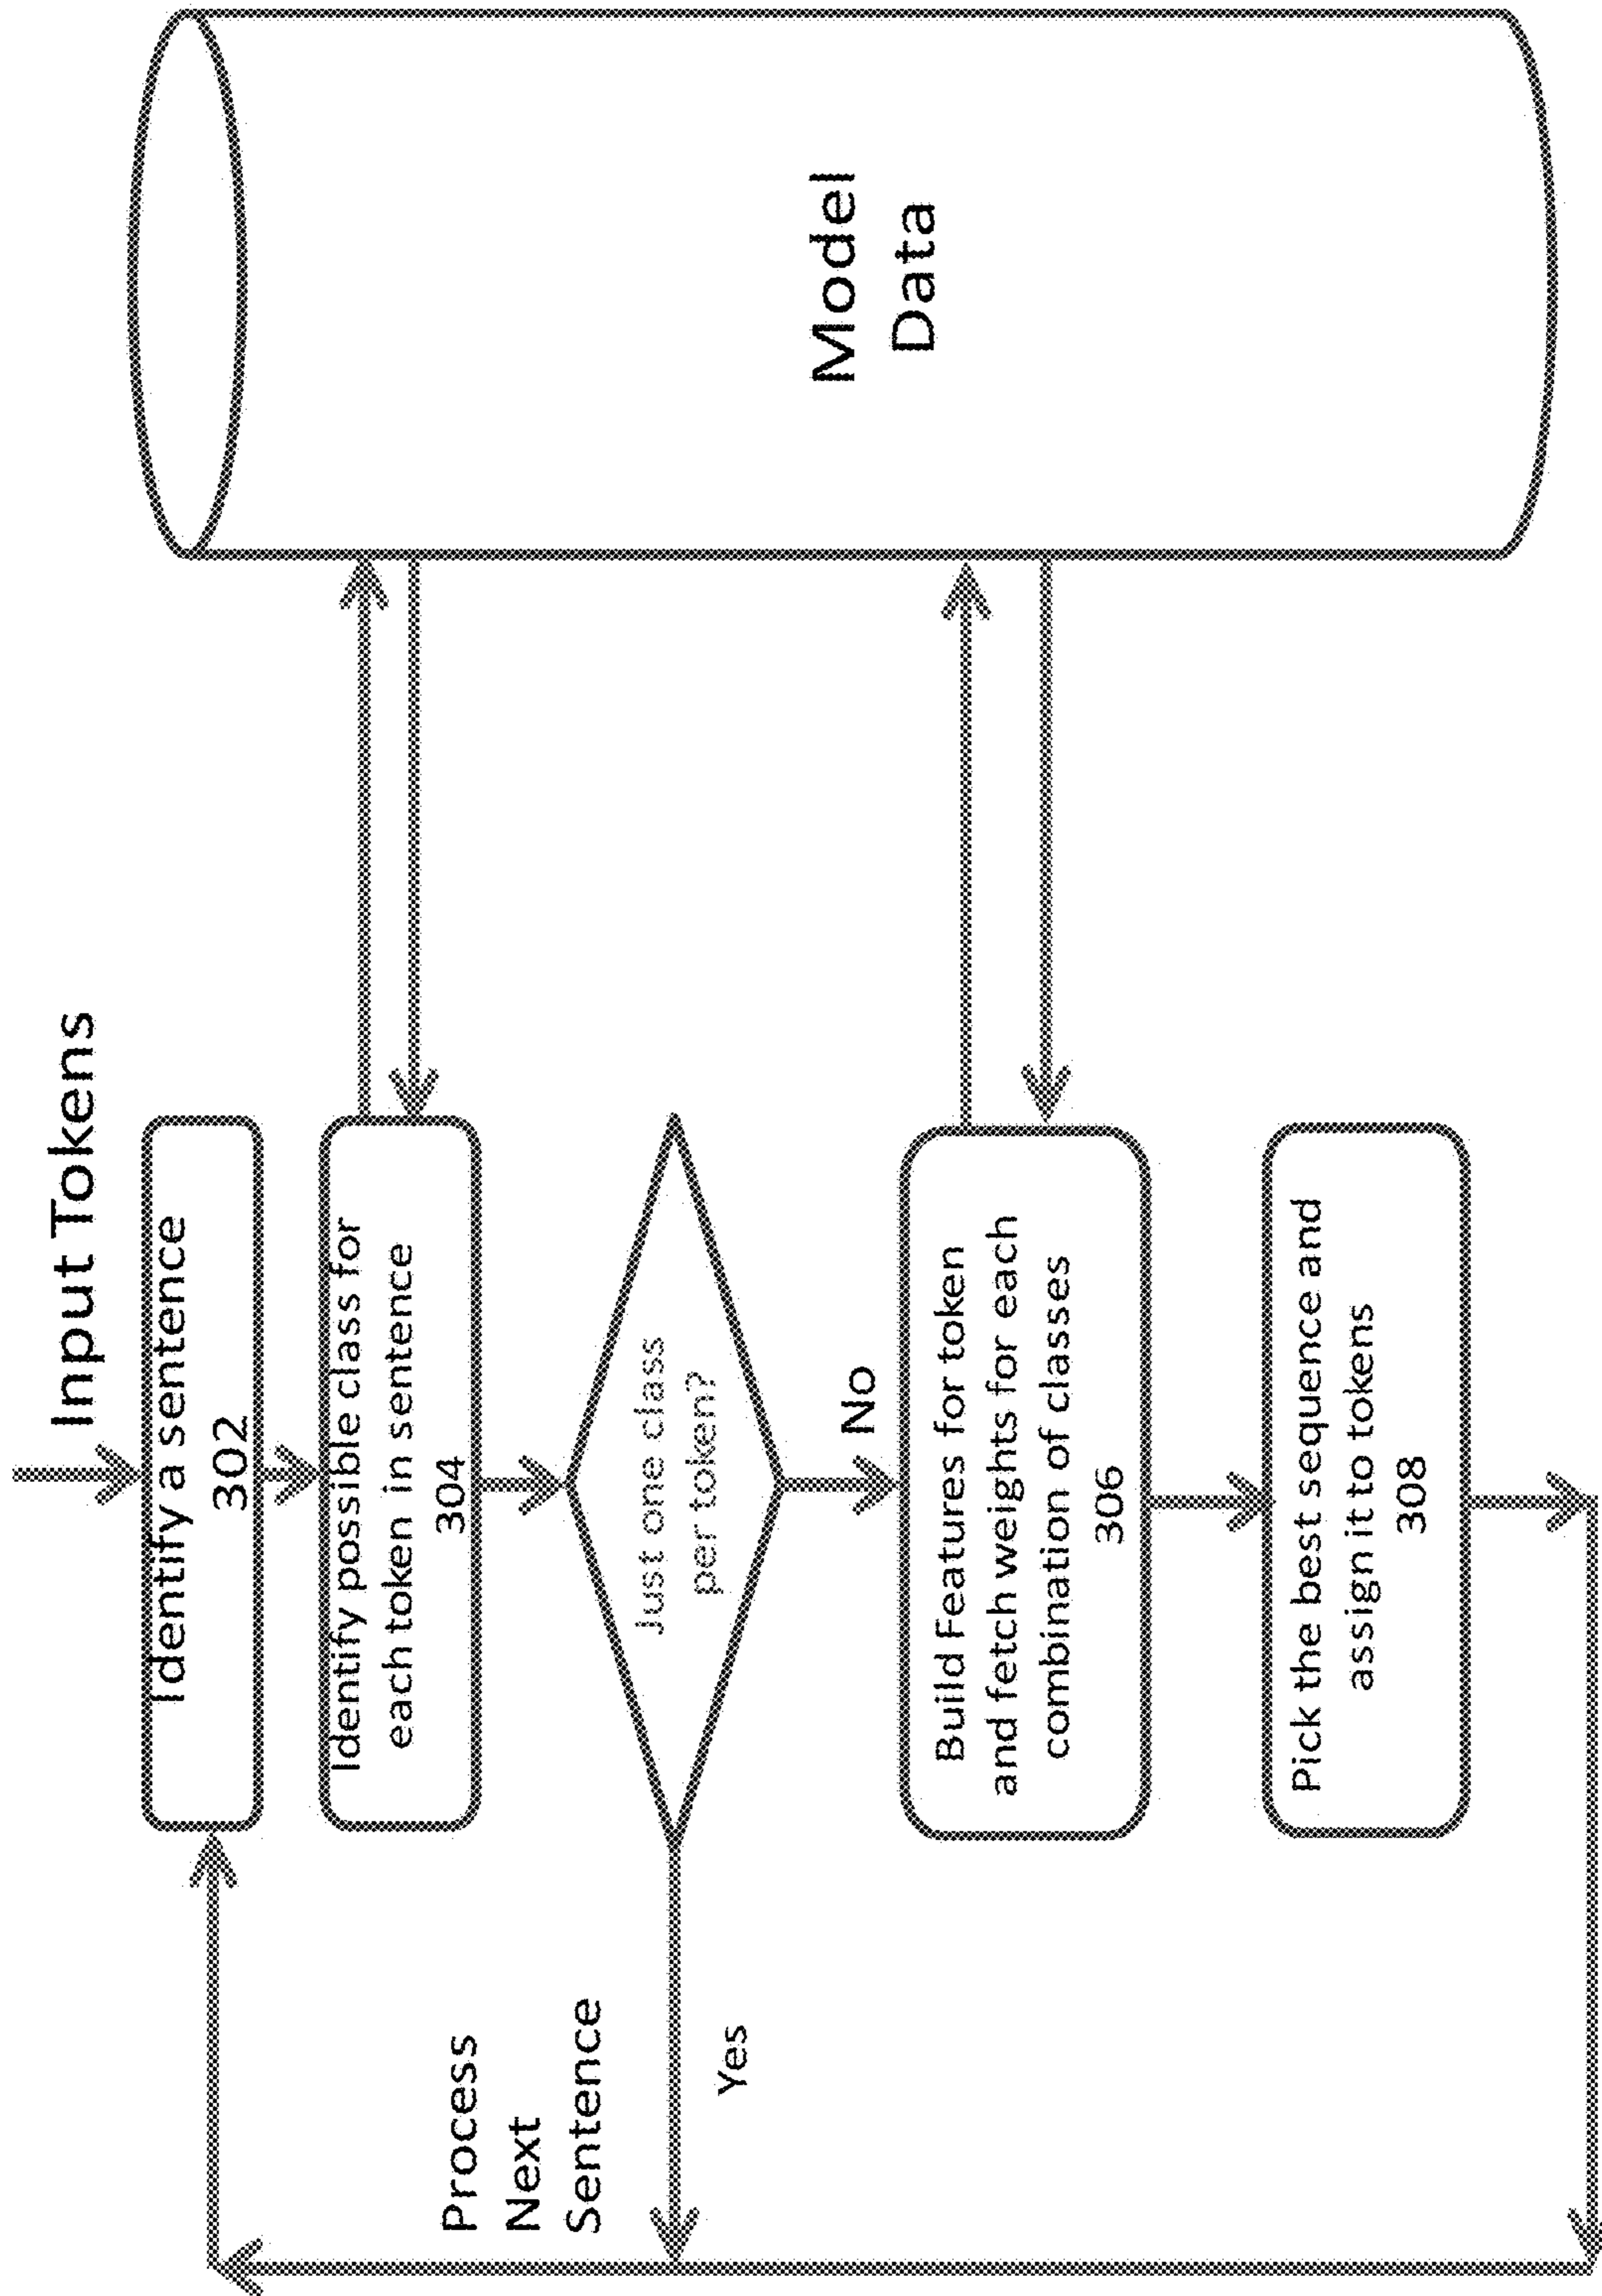 Input Tokens
Identify a sentence
302
Identify possible class for
each token in sentence
304
Just one class
per token?
No
Yes
Process
Next
Sentence
Build Features for token
and fetch weights for each
combination of classes
306
Pick the best sequence and
assign it to tokens
308
Model
Data